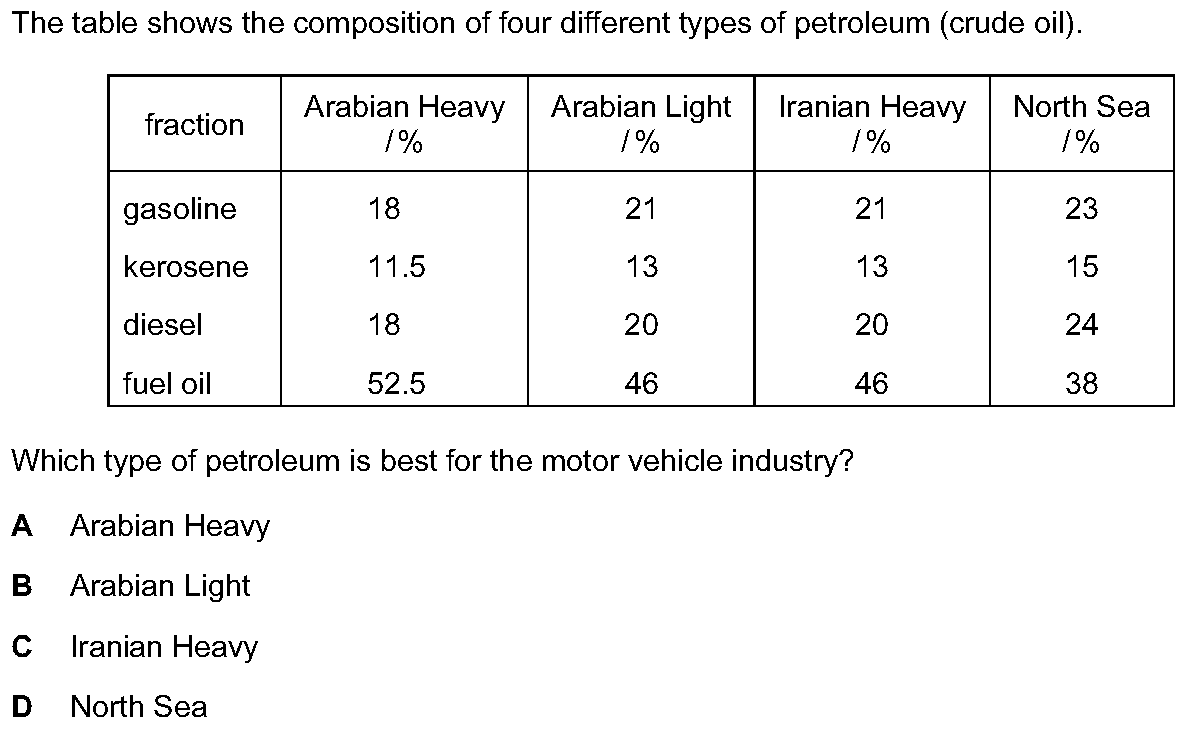 The table shows the composition of four different types of petroleum (crude oil).
fraction Arabian Heavy /% Arabian Light /% Iranian Heavy /% North Sea /%
gasoline 18 21 21 23
kerosene 11.5 13 13 15
diesel 18 20 20 24
fuel oil 52.5 46 46 38
Which type of petroleum is best for the motor vehicle industry?
A Arabian Heavy
B Arabian Light
C Iranian Heavy
D North Sea